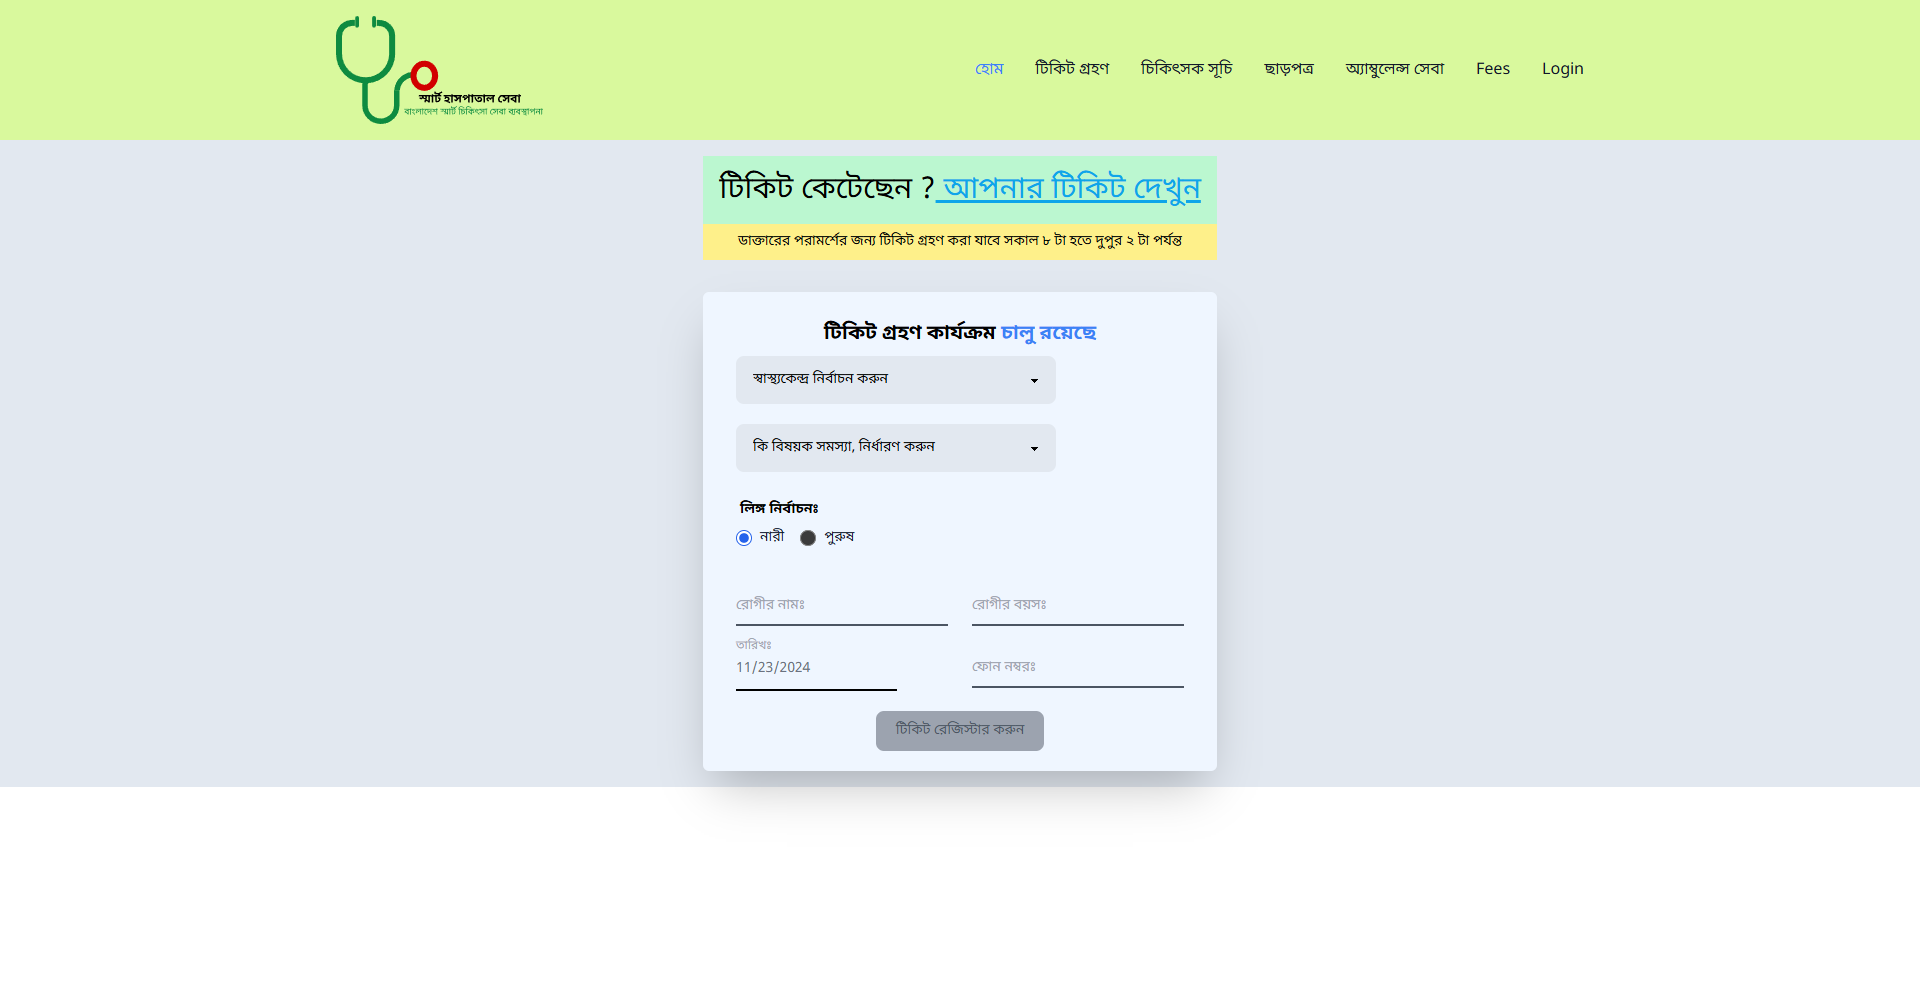 স্মার্ট হাসপাতাল সেবা
বাংলাদেশ স্মার্ট চিকিৎসা সেবা ব্যবস্থাপনা
হোম টিকিট গ্রহণ চিকিৎসক সূচি ছাড়পত্র অ্যাম্বুলেন্স সেবা Fees Login
টিকিট কেটেছেন ? আপনার টিকিট দেখুন
ডাক্তারের পরামর্শের জন্য টিকিট গ্রহণ করা যাবে সকাল ৮ টা হতে দুপুর ২ টা পর্যন্ত
টিকিট গ্রহণ কার্যক্রম চালু রয়েছে
স্বাস্থ্যকেন্দ্র নির্বাচন করুন
কি বিষয়ক সমস্যা, নির্ধারণ করুন
লিঙ্গ নির্বাচনঃ
নারী পুরুষ
রোগীর নামঃ রোগীর বয়সঃ
তারিখঃ
11/23/2024 ফোন নম্বরঃ
টিকিট রেজিস্টার করুন